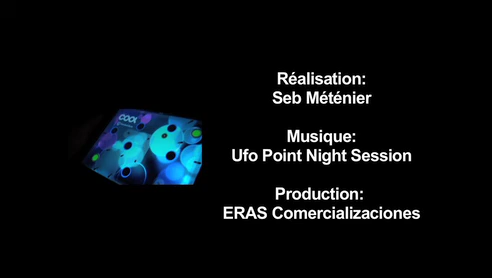 Réalisation:
Seb Méténier
Musique:
Ufo Point Night Session
Production:
ERAS Comercializaciones